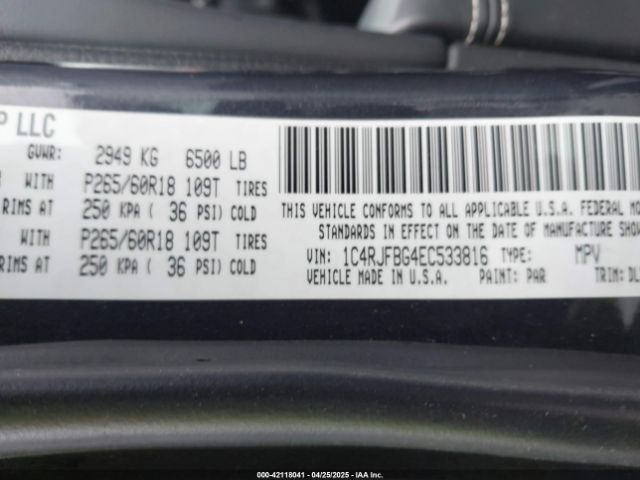 P LLC
GVWR: 2949 KG 6500 LB
WITH P265/60R18 109T TIRES
RIMS AT 250 KPA ( 36 PSI) COLD
WITH P265/60R18 109T TIRES
RIMS AT 250 KPA ( 36 PSI) COLD
THIS VEHICLE CONFORMS TO ALL APPLICABLE U.S.A. FEDERAL MO
STANDARDS IN EFFECT ON THE DATE OF MANUFACTURE SHOW
VIN: 1C4RJFBG4EC533816 TYPE: MPV
VEHICLE MADE IN U.S.A. PAINT: PAR TRIM: DL
000-42118041 - 04/25/2025 - IAA Inc.